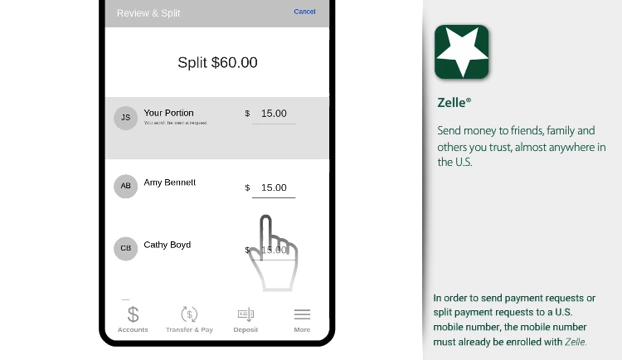 Review & Split
Cancel
Split $60.00
JS
Your Portion
You won't be sent a request
$ 15.00
AB
Amy Bennett
$ 15.00
CB
Cathy Boyd
$ 15.00
Accounts
Transfer & Pay
Deposit
More
Zelle®
Send money to friends, family and
others you trust, almost anywhere in
the U.S.
In order to send payment requests or
split payment requests to a U.S.
mobile number, the mobile number
must already be enrolled with Zelle.